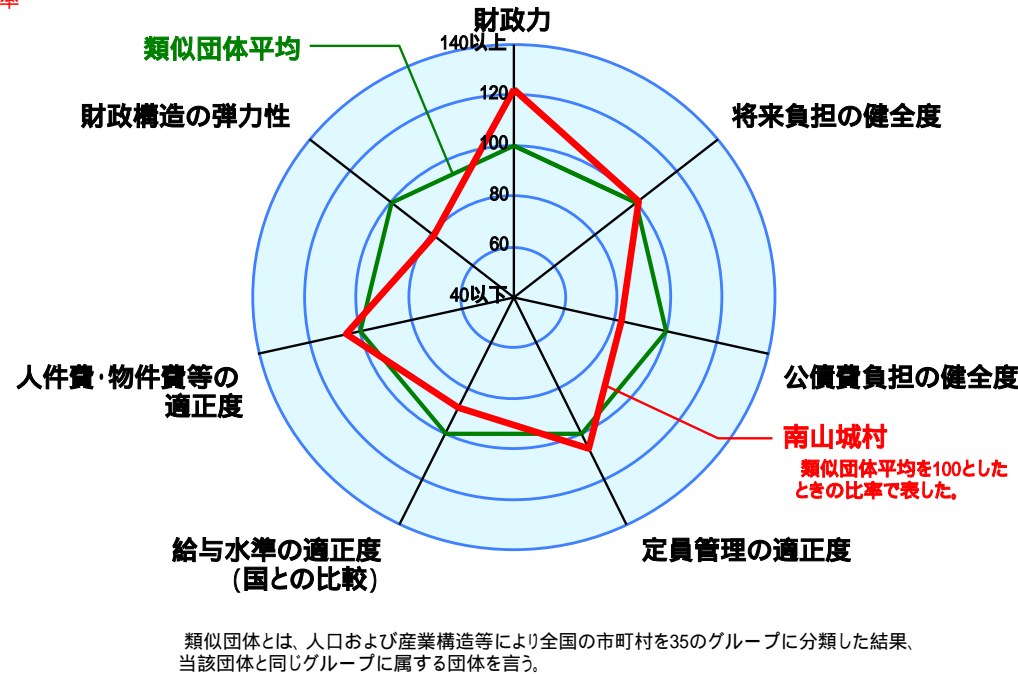 率
財政力
140以上
類似団体平均
120
財政構造の弾力性
将来負担の健全度
100
80
60
40以下
人件費・物件費等の
適正度
公債費負担の健全度
南山城村
類似団体平均を100とした
ときの比率で表した。
給与水準の適正度
(国との比較)
定員管理の適正度
類似団体とは、人口および産業構造等により全国の市町村を35のグループに分類した結果、
当該団体と同じグループに属する団体を言う。